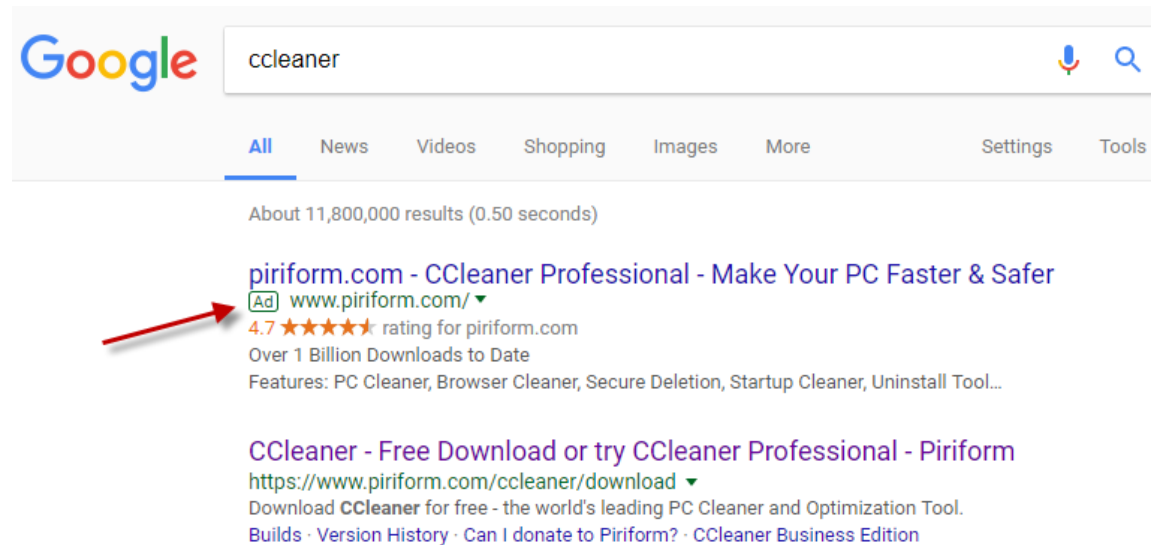 Google
ccleaner
All News Videos Shopping Images More Settings Tools
About 11,800,000 results (0.50 seconds)
piriform.com - CCleaner Professional - Make Your PC Faster & Safer
Ad www.piriform.com/
4.7 rating for piriform.com
Over 1 Billion Downloads to Date
Features: PC Cleaner, Browser Cleaner, Secure Deletion, Startup Cleaner, Uninstall Tool...
CCleaner - Free Download or try CCleaner Professional - Piriform
https://www.piriform.com/ccleaner/download
Download CCleaner for free - the world's leading PC Cleaner and Optimization Tool.
Builds · Version History · Can I donate to Piriform? · CCleaner Business Edition